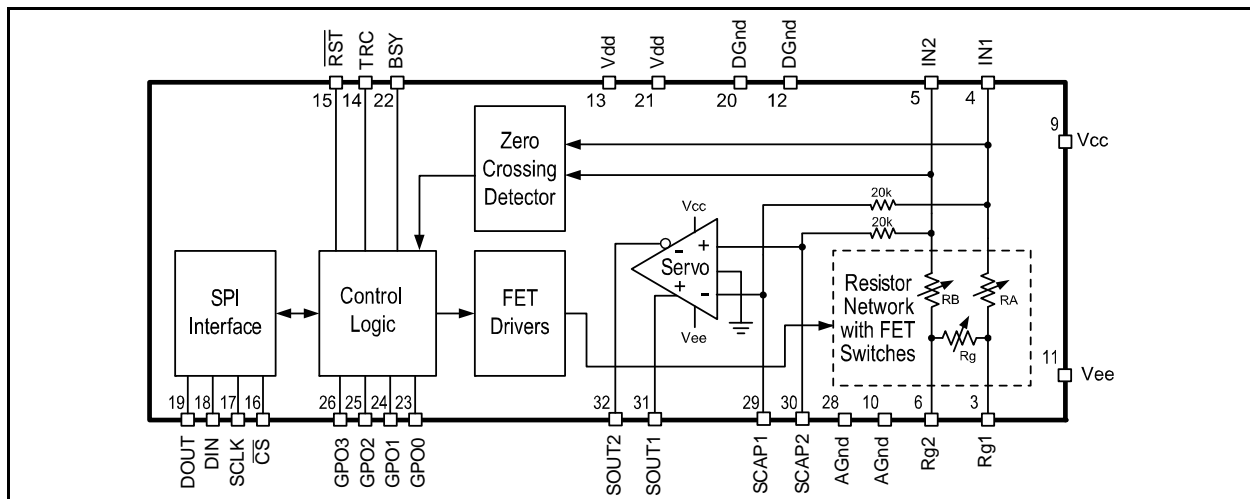 RST
TRC
BSY
Vdd
Vdd
DGnd
DGnd
IN2
IN1
15
14
22
13
21
20
12
5
4
9
Vcc
Zero
Crossing
Detector
20k
20k
Vcc
+
-
Servo
+
-
Vee
SPI
Interface
Control
Logic
FET
Drivers
Resistor
Network
with FET
Switches
RB
RA
Rg
11
Vee
19
18
17
16
26
25
24
23
32
31
29
30
28
10
6
3
DOUT
DIN
SCLK
CS
GPO3
GPO2
GPO1
GPO0
SOUT2
SOUT1
SCAP1
SCAP2
AGnd
AGnd
Rg2
Rg1